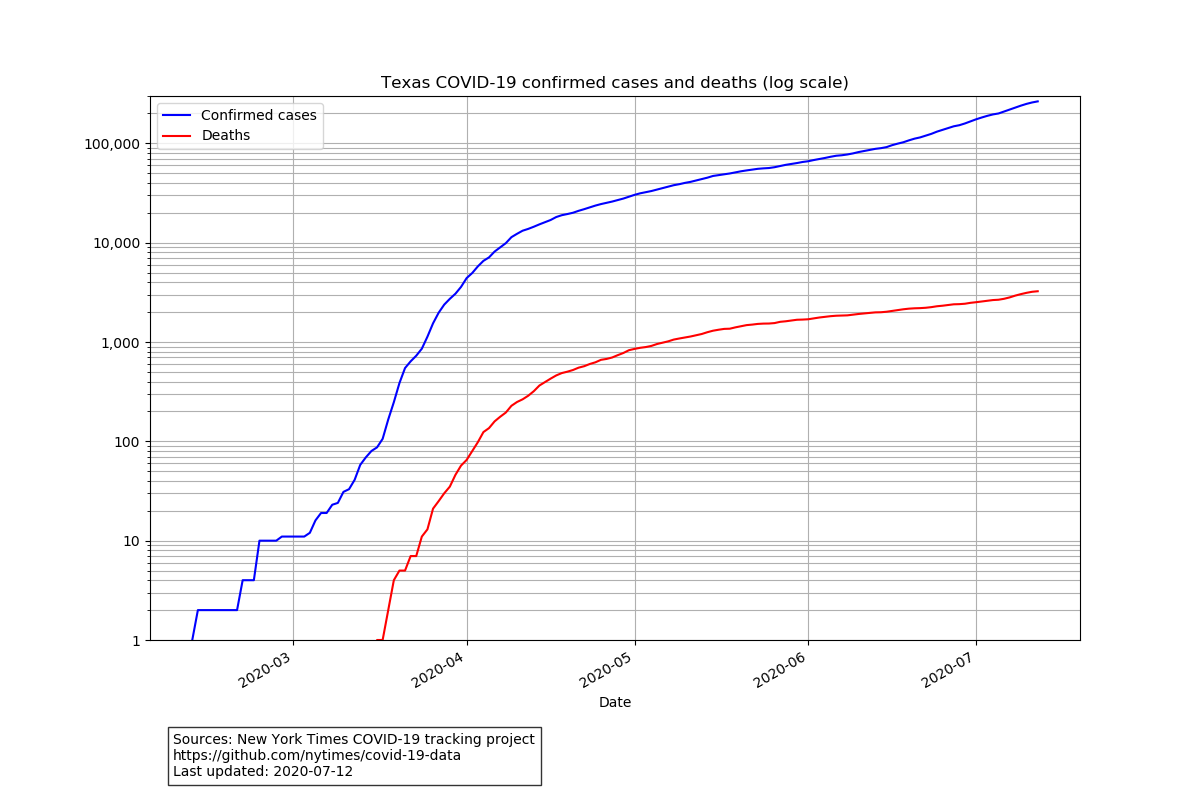 Texas COVID-19 confirmed cases and deaths (log scale)
Confirmed cases
Deaths
100,000
10,000
1,000
100
10
1
2020-03
2020-04
2020-05
2020-06
2020-07
Date
Sources: New York Times COVID-19 tracking project
https://github.com/nytimes/covid-19-data
Last updated: 2020-07-12